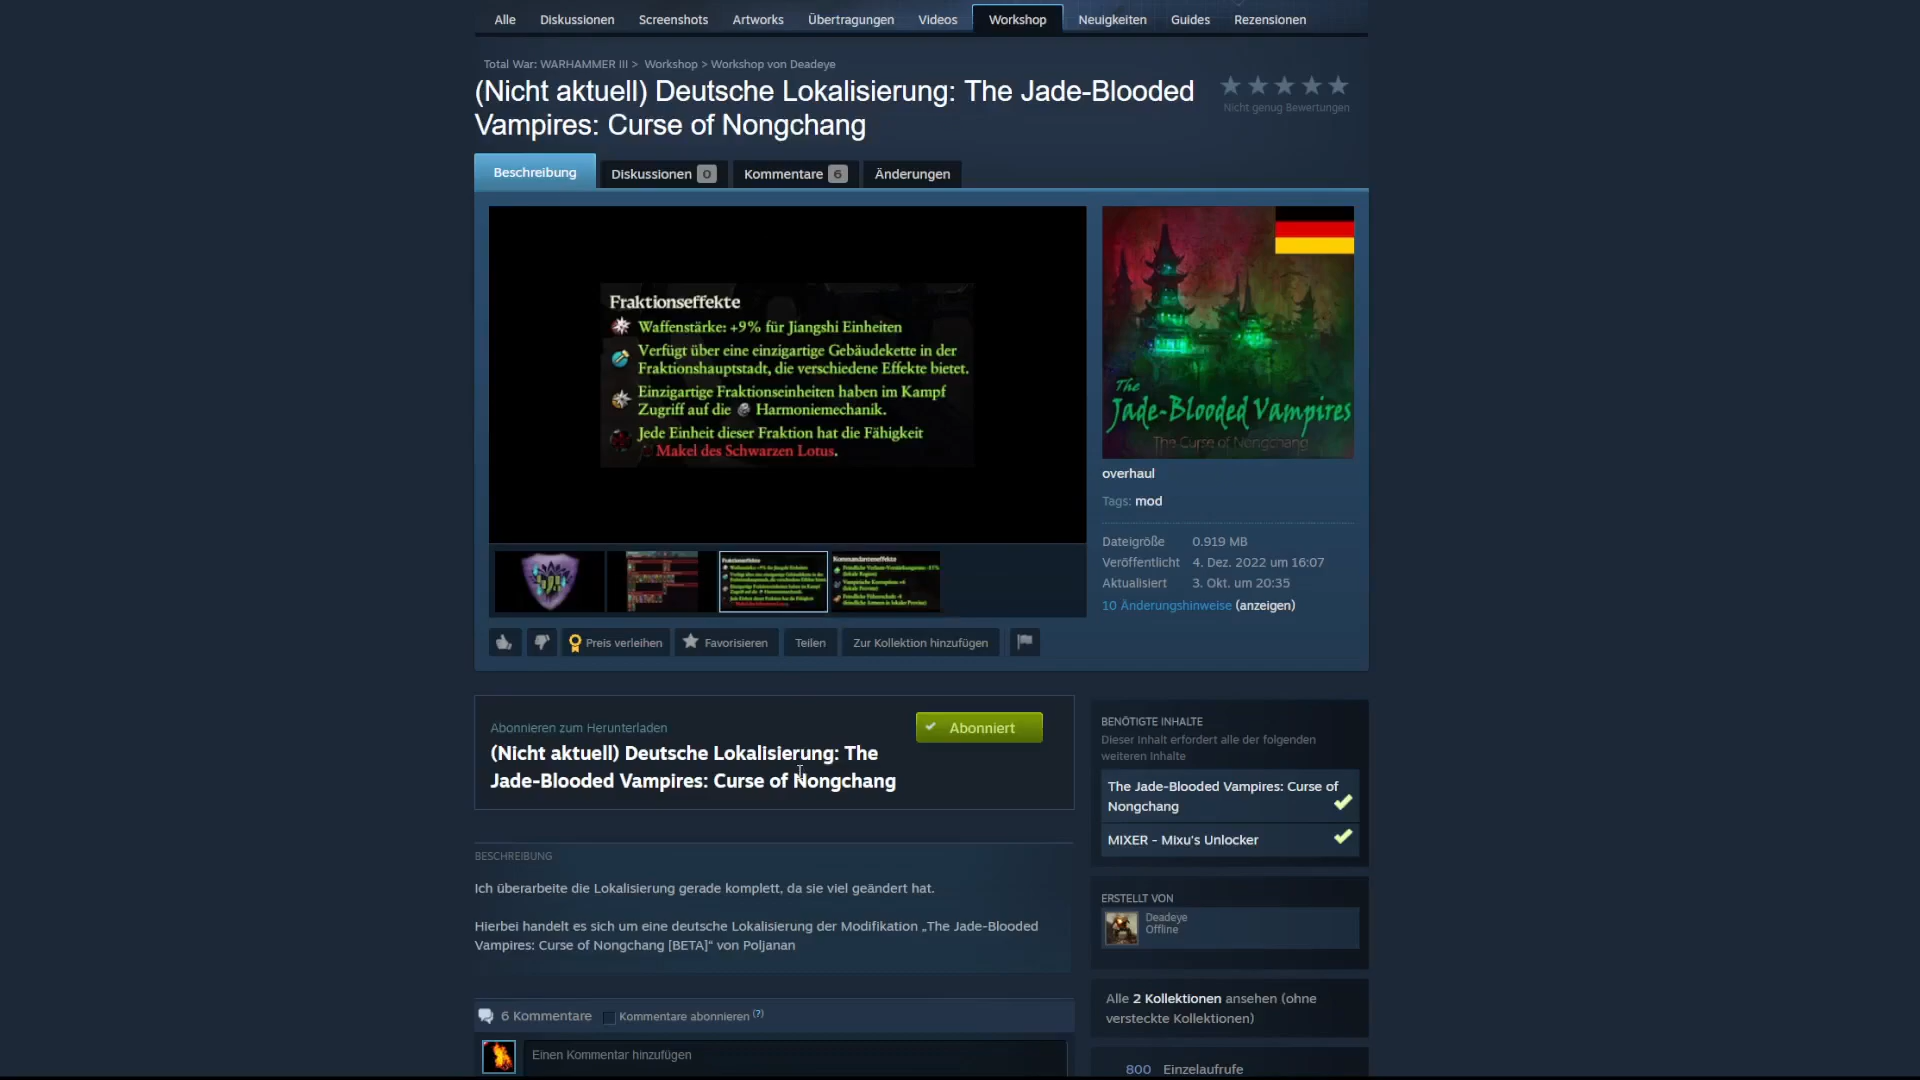 Alle Diskussionen Screenshots Artworks Übertragungen Videos Workshop Neuigkeiten Guides Rezensionen
Total War: WARHAMMER III > Workshop > Workshop von Deadeye
(Nicht aktuell) Deutsche Lokalisierung: The Jade-Blooded
Vampires: Curse of Nongchang
Nicht genug Bewertungen
Beschreibung Diskussionen 0 Kommentare 6 Änderungen
Fraktionseffekte
Waffenstärke: +9% für Jiangshi Einheiten
Verfügt über eine einzigartige Gebäudekette in der
Fraktionshauptstadt, die verschiedene Effekte bietet.
Einzigartige Fraktionseinheiten haben im Kampf
Zugriff auf die Harmoniemechanik.
Jede Einheit dieser Fraktion hat die Fähigkeit
Makel des Schwarzen Lotus.
The
Jade-Blooded Vampires
The Curse of Nongchang
overhaul
Tags: mod
Dateigröße 0.919 MB
Veröffentlicht 4. Dez. 2022 um 16:07
Aktualisiert 3. Okt. um 20:35
10 Änderungshinweise (anzeigen)
Fraktionseffekte
Kommandanteneffekte
Preis verleihen Favorisieren Teilen Zur Kollektion hinzufügen
Abonnieren zum Herunterladen
(Nicht aktuell) Deutsche Lokalisierung: The
Jade-Blooded Vampires: Curse of Nongchang
Abonniert
BESCHREIBUNG
Ich überarbeite die Lokalisierung gerade komplett, da sie viel geändert hat.
Hierbei handelt es sich um eine deutsche Lokalisierung der Modifikation „The Jade-Blooded
Vampires: Curse of Nongchang [BETA]“ von Poljanan
6 Kommentare Kommentare abonnieren (?)
Einen Kommentar hinzufügen
BENÖTIGTE INHALTE
Dieser Inhalt erfordert alle der folgenden
weiteren Inhalte
The Jade-Blooded Vampires: Curse of
Nongchang
MIXER - Mixu's Unlocker
ERSTELLT VON
Deadeye
Offline
Alle 2 Kollektionen ansehen (ohne
versteckte Kollektionen)
800 Einzelaufrufe